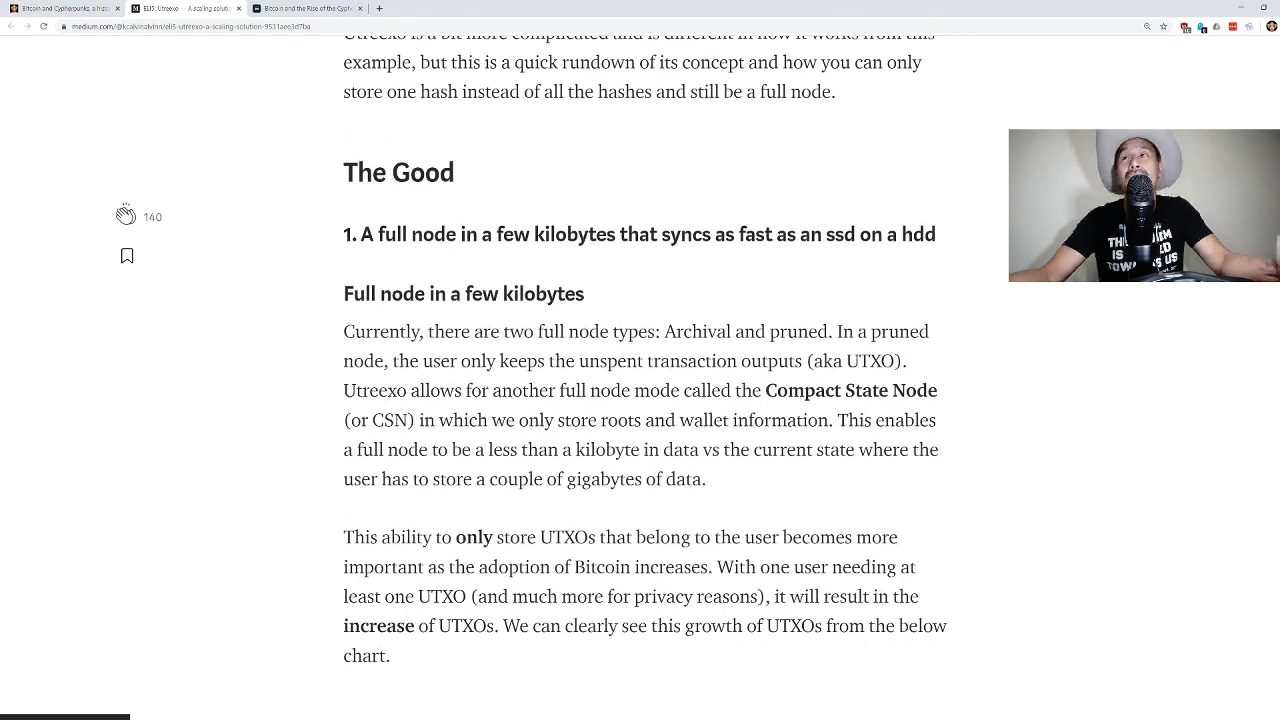 Bitcoin and Cypherpunks, a hist
ELI5: Utreexo — A scaling soluti
Bitcoin and the Rise of the Cyphe
medium.com/@kcalvinalvinn/eli5-utreexo-a-scaling-solution-9531aee3d7ba
Utreexo is a bit more complicated and is different in how it works from this
example, but this is a quick rundown of its concept and how you can only
store one hash instead of all the hashes and still be a full node.
The Good
140
1. A full node in a few kilobytes that syncs as fast as an ssd on a hdd
Full node in a few kilobytes
Currently, there are two full node types: Archival and pruned. In a pruned
node, the user only keeps the unspent transaction outputs (aka UTXO).
Utreexo allows for another full node mode called the Compact State Node
(or CSN) in which we only store roots and wallet information. This enables
a full node to be a less than a kilobyte in data vs the current state where the
user has to store a couple of gigabytes of data.
This ability to only store UTXOs that belong to the user becomes more
important as the adoption of Bitcoin increases. With one user needing at
least one UTXO (and much more for privacy reasons), it will result in the
increase of UTXOs. We can clearly see this growth of UTXOs from the below
chart.